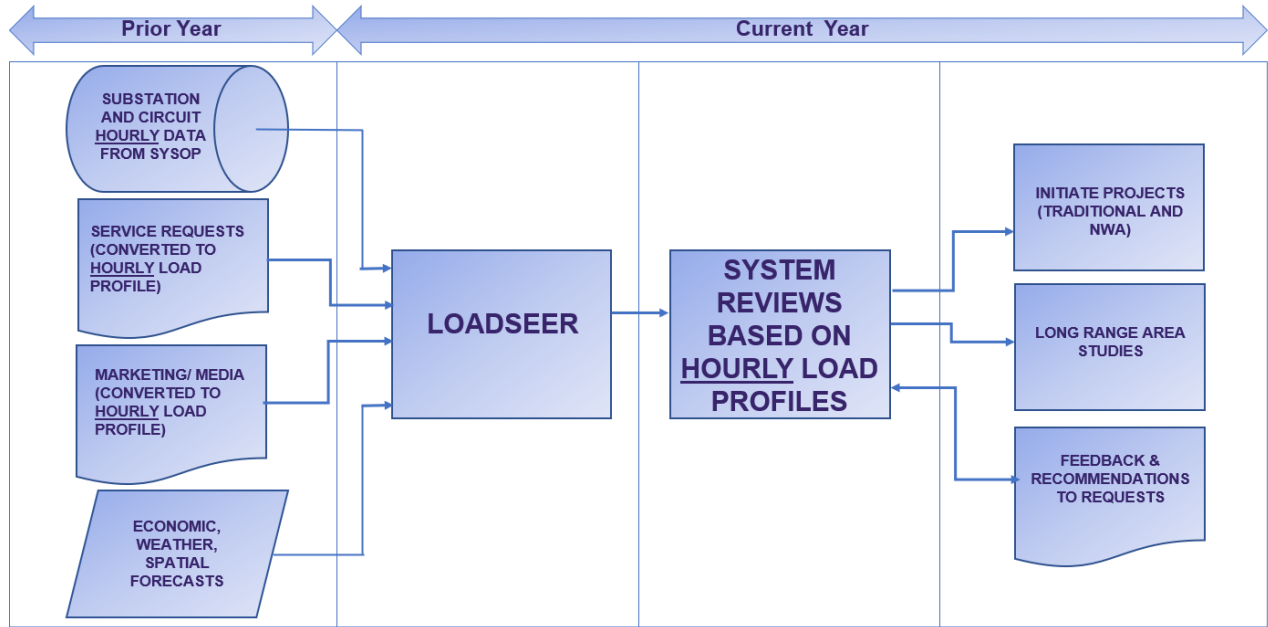 Prior Year
Current Year
SUBSTATION
AND CIRCUIT
HOURLY DATA
FROM SYSOP
SERVICE REQUESTS
(CONVERTED TO
HOURLY LOAD
PROFILE)
MARKETING/ MEDIA
(CONVERTED TO
HOURLY LOAD
PROFILE)
ECONOMIC,
WEATHER,
SPATIAL
FORECASTS
LOADSEER
SYSTEM
REVIEWS
BASED ON
HOURLY LOAD
PROFILES
INITIATE PROJECTS
(TRADITIONAL AND
NWA)
LONG RANGE AREA
STUDIES
FEEDBACK &
RECOMMENDATIONS
TO REQUESTS